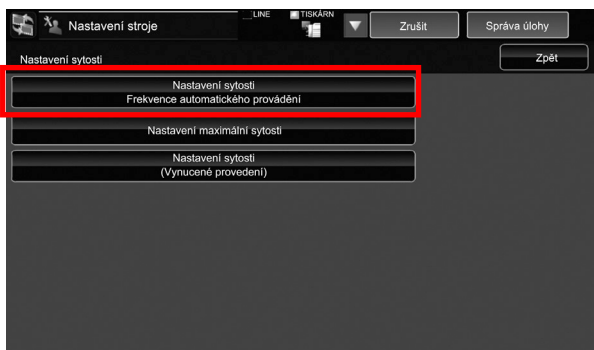 Nastavení stroje
LINE
TISKÁRN
Zrušit
Správa úlohy
Nastavení sytosti
Zpět
Nastavení sytosti
Frekvence automatického provádění
Nastavení maximální sytosti
Nastavení sytosti
(Vynucené provedení)